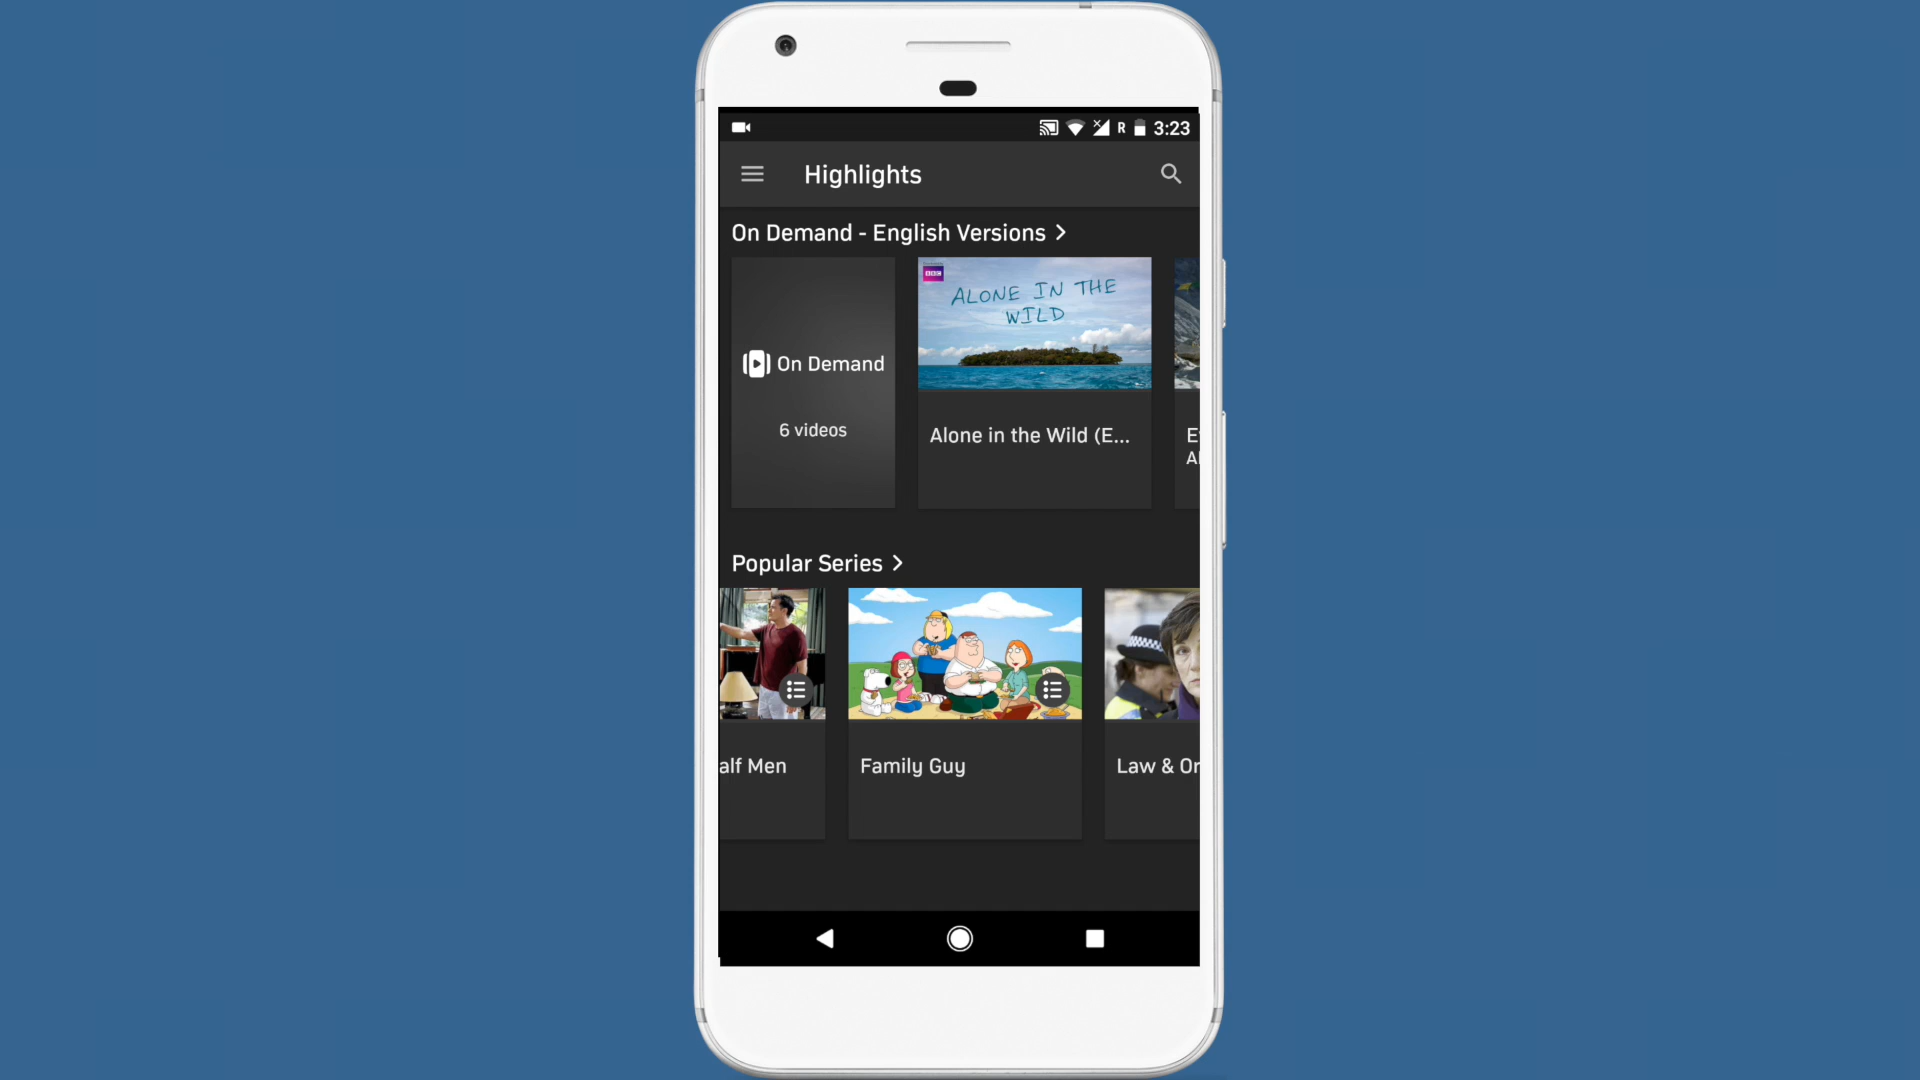 R 3:23
Highlights
On Demand - English Versions
BBC
ALONE IN THE
WILD
On Demand
6 videos
Alone in the Wild (E...
Popular Series
alf Men
Family Guy
Law & Or